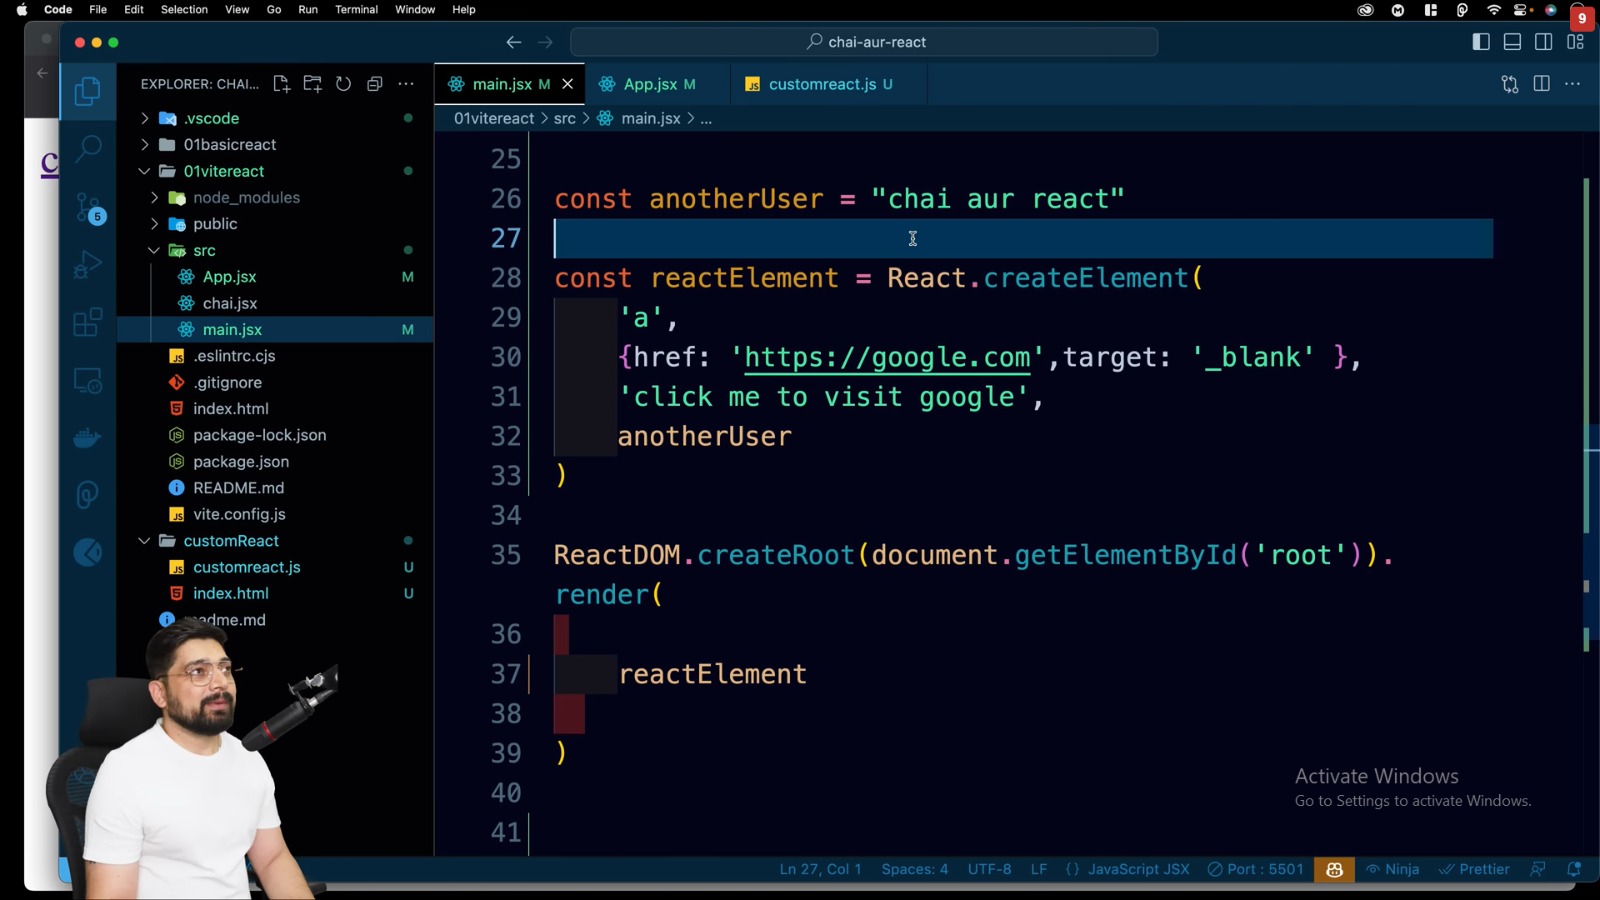 Code File Edit Selection View Go Run Terminal Window Help
9
chai-aur-react
EXPLORER: CHAI...
main.jsx M
App.jsx M
customreact.js U
01vitereact > src > main.jsx > ...
.vscode
01basicreact
01vitereact
node_modules
public
src
App.jsx M
chai.jsx
main.jsx M
.eslintrc.cjs
.gitignore
index.html
package-lock.json
package.json
README.md
vite.config.js
customReact
customreact.js U
index.html U
adme.md
5
25
26 const anotherUser = "chai aur react"
27
28 const reactElement = React.createElement(
29 'a',
30 {href: 'https://google.com',target: '_blank' },
31 'click me to visit google',
32 anotherUser
33 )
34
35 ReactDOM.createRoot(document.getElementById('root')).
render(
36
37 reactElement
38
39 )
40
41
Activate Windows
Go to Settings to activate Windows.
Ln 27, Col 1 Spaces: 4 UTF-8 LF {} JavaScript JSX Port : 5501 Ninja Prettier